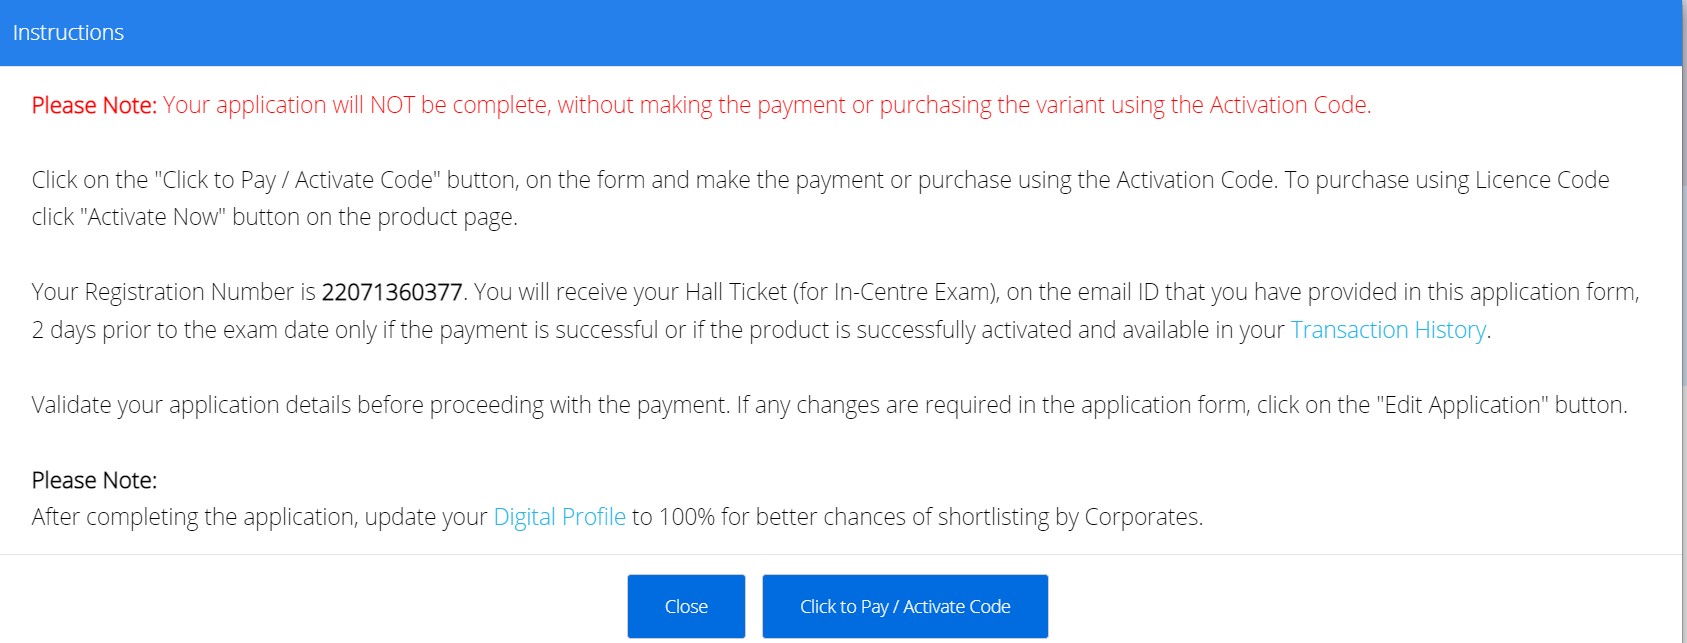 Instructions
Please Note: Your application will NOT be complete, without making the payment or purchasing the variant using the Activation Code.
Click on the "Click to Pay / Activate Code" button, on the form and make the payment or purchase using the Activation Code. To purchase using Licence Code
click "Activate Now" button on the product page.
Your Registration Number is 22071360377. You will receive your Hall Ticket (for In-Centre Exam), on the email ID that you have provided in this application form,
2 days prior to the exam date only if the payment is successful or if the product is successfully activated and available in your Transaction History.
Validate your application details before proceeding with the payment. If any changes are required in the application form, click on the "Edit Application" button.
Please Note:
After completing the application, update your Digital Profile to 100% for better chances of shortlisting by Corporates.
Close
Click to Pay / Activate Code